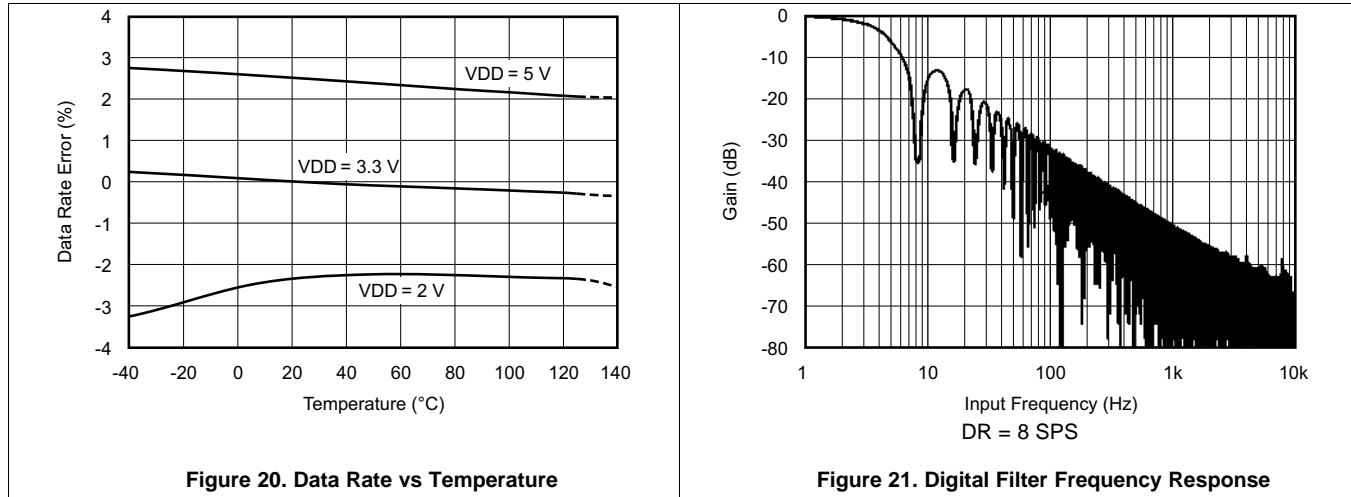 4
3
2
1
0
-1
-2
-3
-4
Data Rate Error (%)
VDD = 5 V
VDD = 3.3 V
VDD = 2 V
-40 -20 0 20 40 60 80 100 120 140
Temperature (°C)
Figure 20. Data Rate vs Temperature
0
-10
-20
-30
-40
-50
-60
-70
-80
Gain (dB)
1 10 100 1k 10k
Input Frequency (Hz)
DR = 8 SPS
Figure 21. Digital Filter Frequency Response